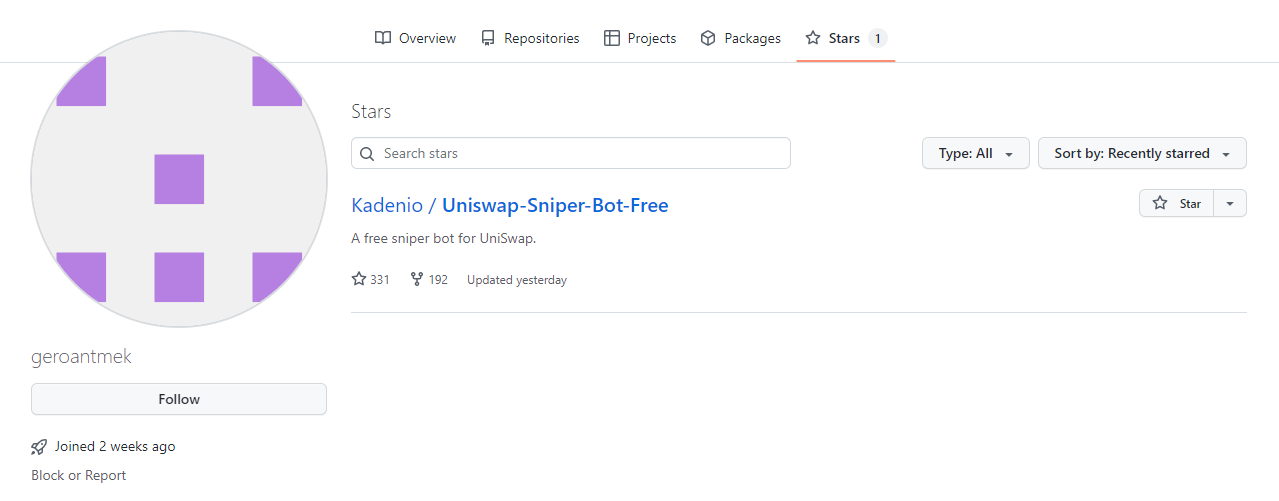 Overview Repositories Projects Packages Stars 1
Stars
Search stars Type: All Sort by: Recently starred
Kadenio / Uniswap-Sniper-Bot-Free Star
A free sniper bot for UniSwap.
331 192 Updated yesterday
geroantmek
Follow
Joined 2 weeks ago
Block or Report